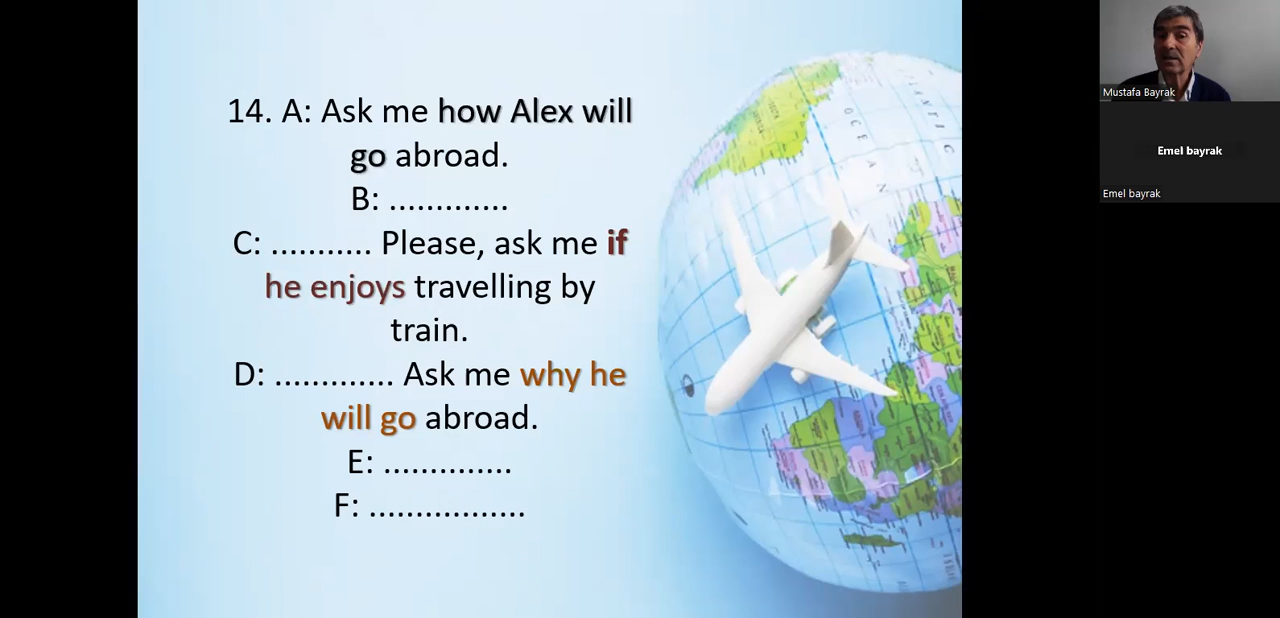 14. A: Ask me how Alex will
go abroad.
B: .............
C: ........... Please, ask me if
he enjoys travelling by
train.
D: ............. Ask me why he
will go abroad.
E: ..............
F: .................
Mustafa Bayrak
Emel bayrak
Emel bayrak
OCEAN